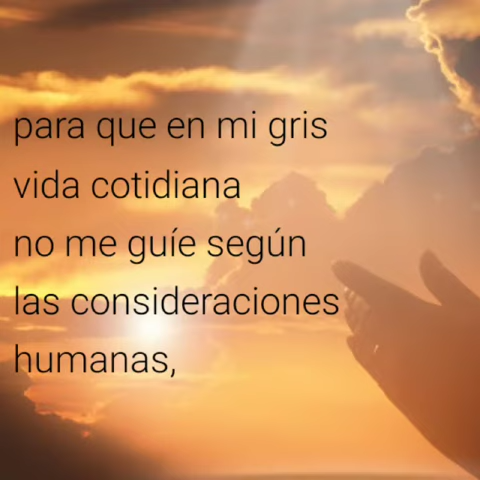 para que en mi gris
vida cotidiana
no me guíe según
las consideraciones
humanas,